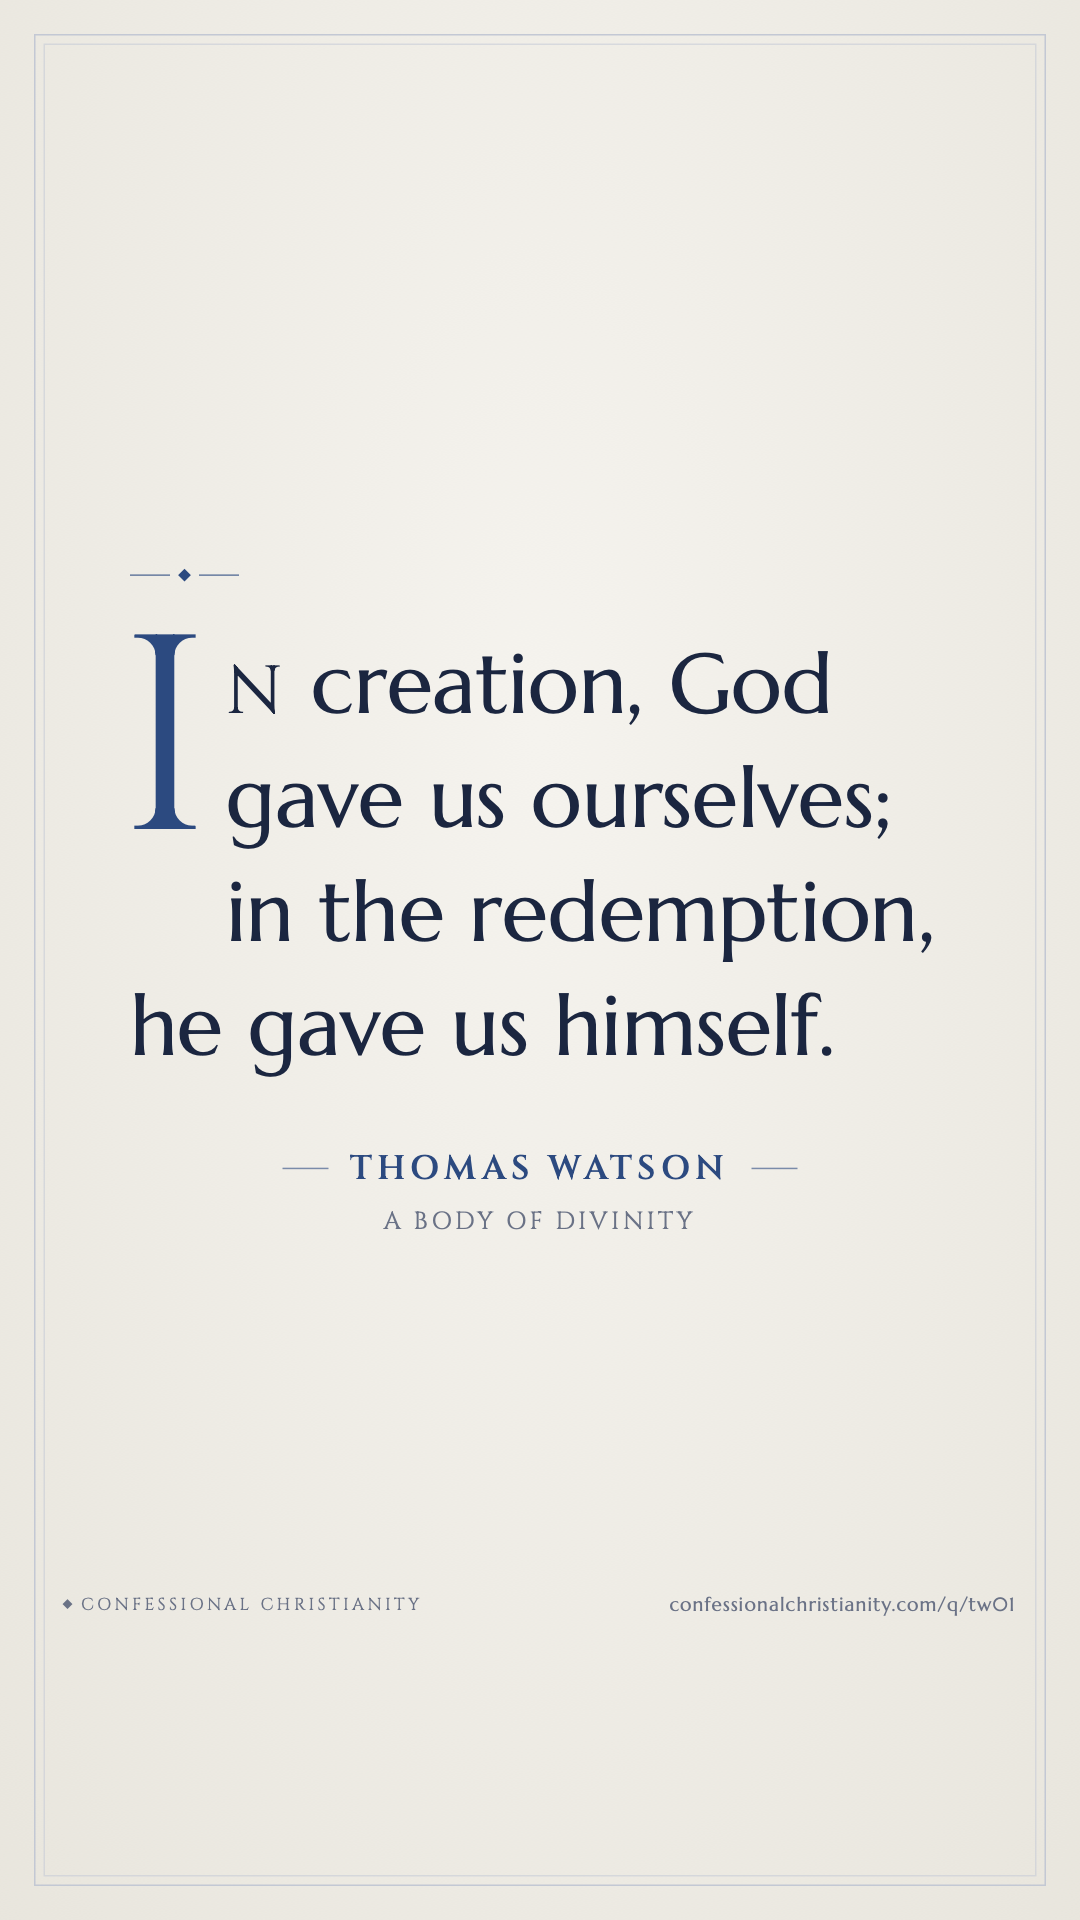 IN creation, God
gave us ourselves;
in the redemption,
he gave us himself.
THOMAS WATSON
A BODY OF DIVINITY
CONFESSIONAL CHRISTIANITY
confessionalchristianity.com/q/tw01